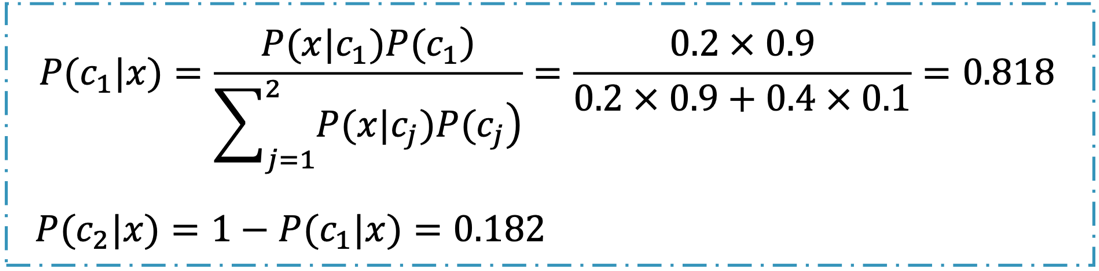 P(c₁|x) = P(x|c₁)P(c₁) / ∑²ⱼ₌₁ P(x|cⱼ)P(cⱼ) = 0.2 × 0.9 / 0.2 × 0.9 + 0.4 × 0.1 = 0.818
P(c₂|x) = 1 − P(c₁|x) = 0.182